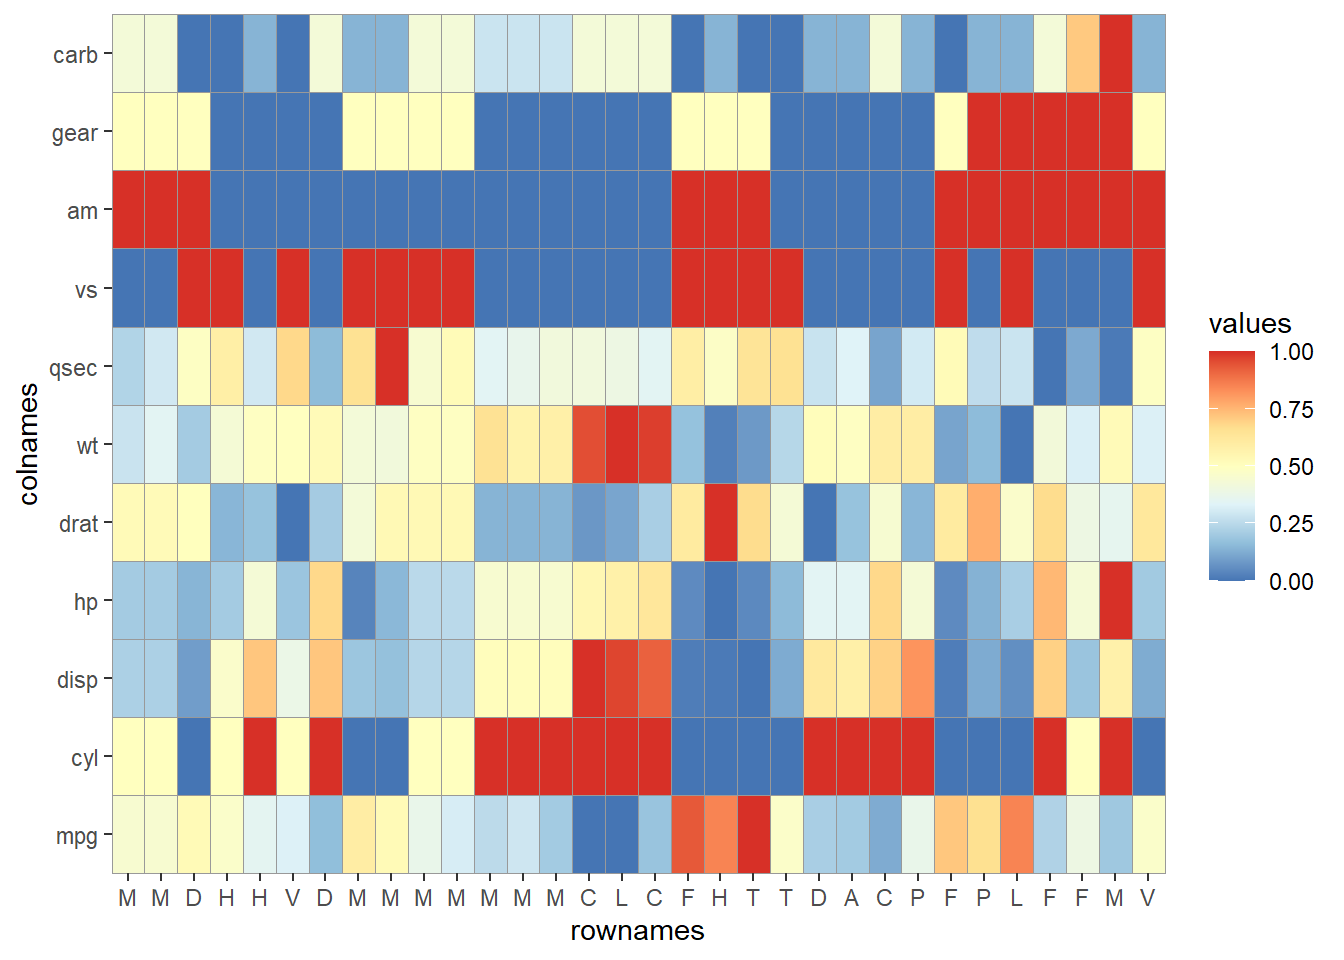 carb
gear
am
vs
qsec
wt
drat
hp
disp
cyl
mpg
colnames
M M D H H V D M M M M M M M C L C F H T T D A C P F P L F F M V
rownames
values
1.00
0.75
0.50
0.25
0.00